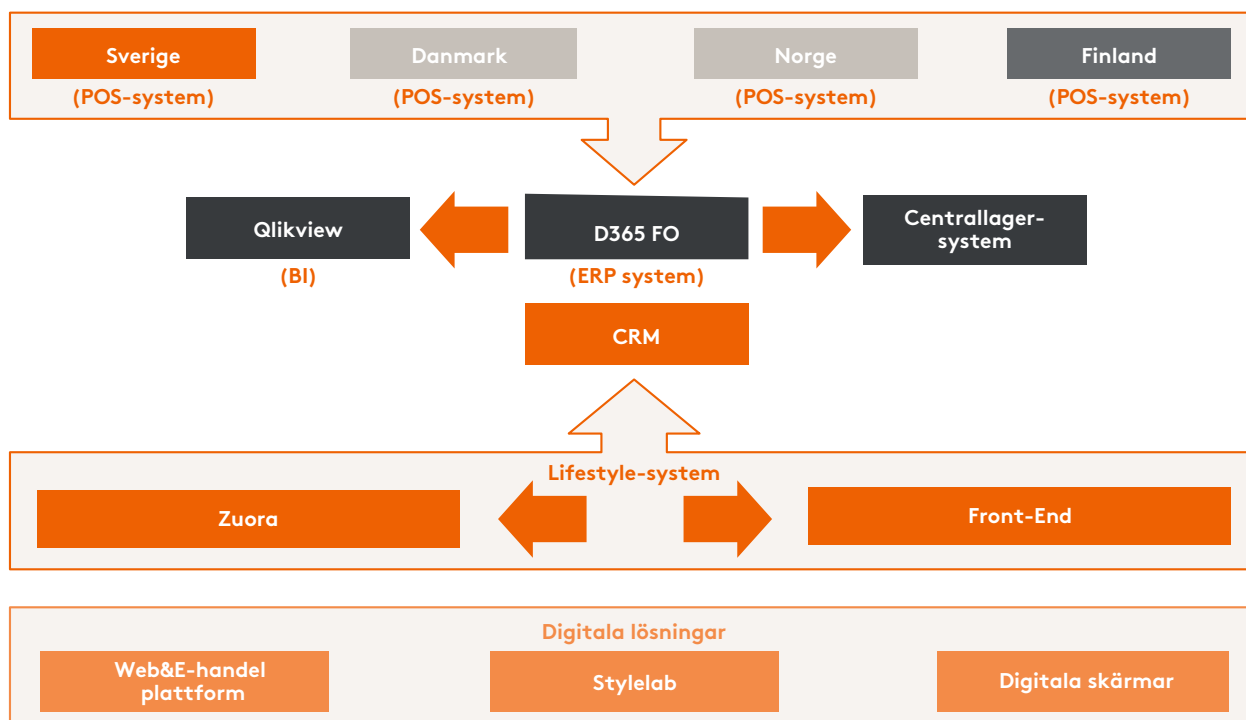 Sverige
Danmark
Norge
Finland
(POS-system)
(POS-system)
(POS-system)
(POS-system)
Qlikview
(BI)
D365 FO
(ERP system)
Centrallager-
system
CRM
Lifestyle-system
Zuora
Front-End
Digitala lösningar
Web&E-handel
plattform
Stylelab
Digitala skärmar